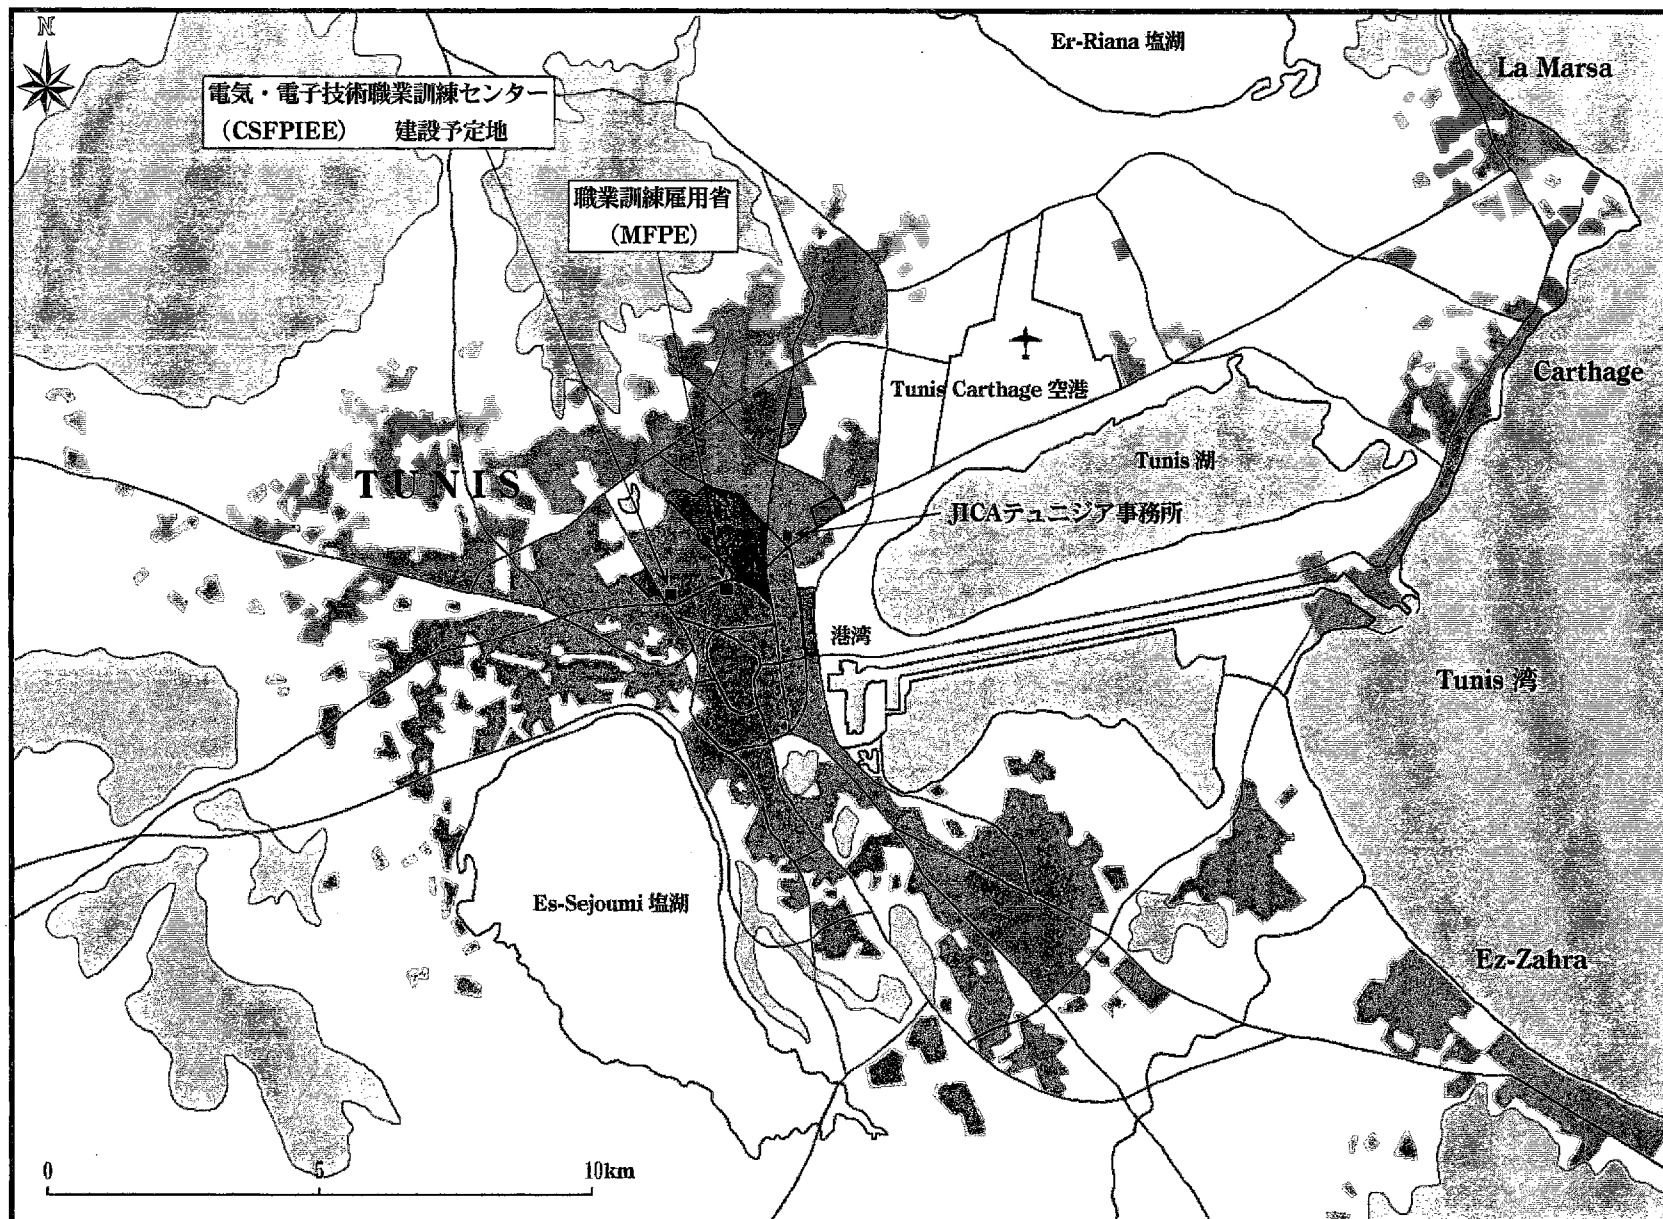 N
Er-Riana 塩湖
La Marsa
電気・電子技術職業訓練センター
（CSFPIEE）　建設予定地
職業訓練雇用省
（MFPE）
Tunis Carthage 空港
Carthage
Tunis 湖
TUNIS
JICAテュニジア事務所
港湾
Tunis 湾
Es-Sejoumi 塩湖
Ez-Zahra
0 5 10km